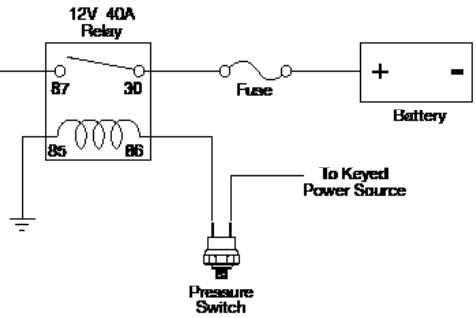 12V 40A
Relay
87 30
Fuse
+ -
Battery
85 86
To Keyed
Power Source
Pressure
Switch